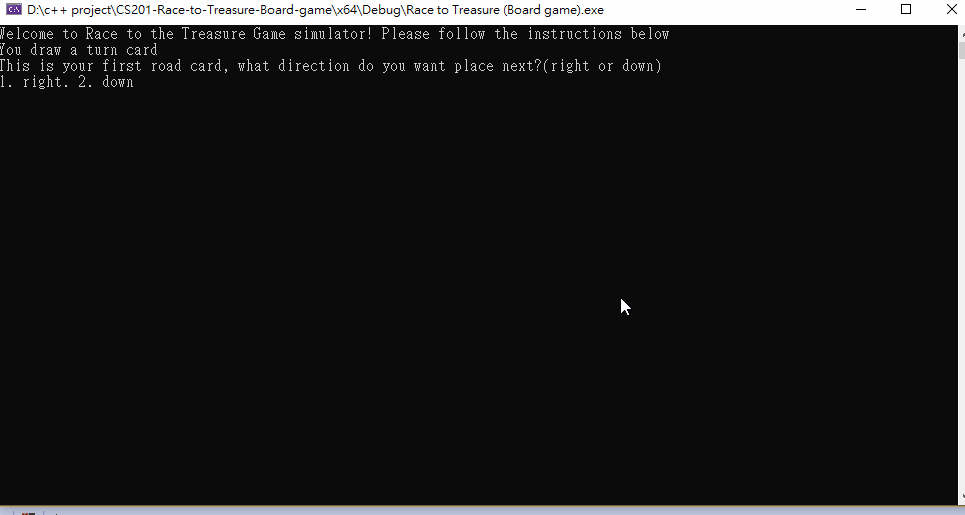 D:\c++ project\CS201-Race-to-Treasure-Board-game\x64\Debug\Race to Treasure (Board game).exe
Welcome to Race to the Treasure Game simulator! Please follow the instructions below
You draw a turn card
This is your first road card, what direction do you want place next?(right or down)
1. right. 2. down